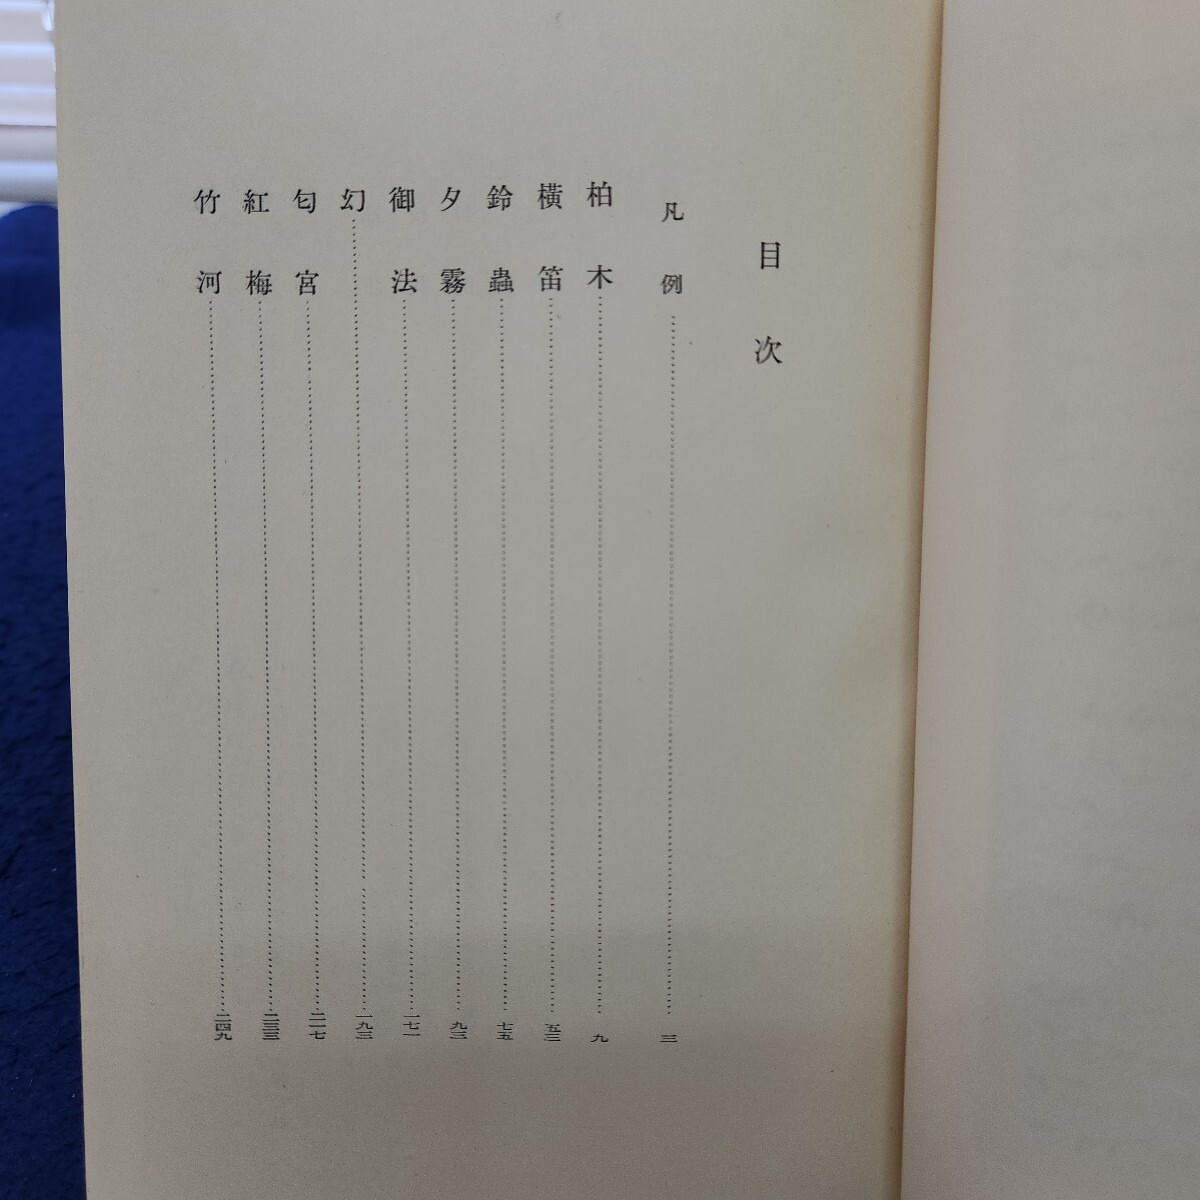 目次
凡例……三
柏木……九
橫笛……五三
鈴蟲……七五
夕霧……九三
御法……一七一
幻……一九三
匂宮……二一七
紅梅……二三三
竹河……二四九